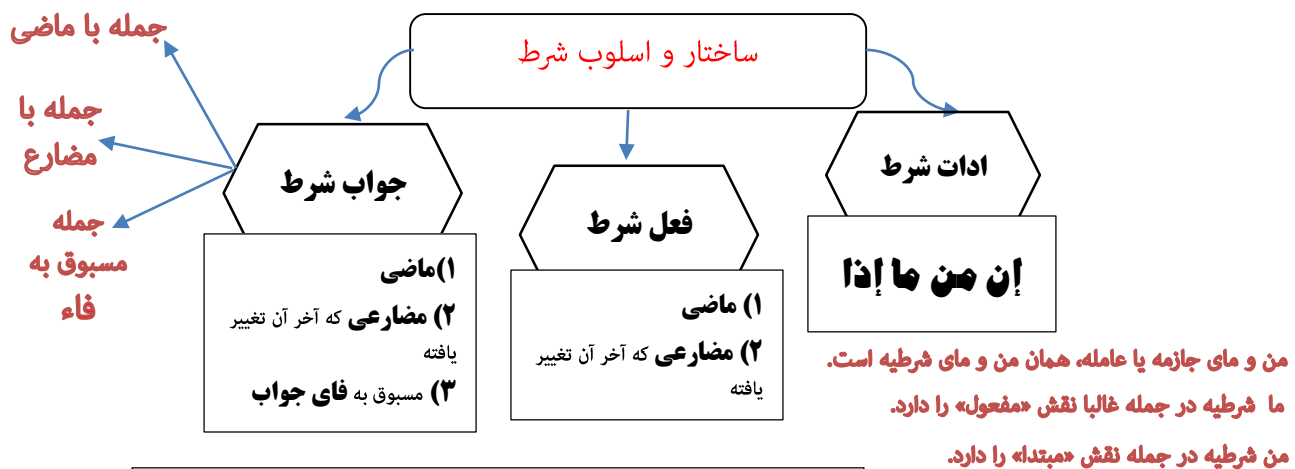 ساختار و اسلوب شرط
ادات شرط
إن من ما إذا
من و مای جازمه یا عامله، همان من و مای شرطیه است.
ما شرطیه در جمله غالبا نقش «مفعول» را دارد.
من شرطیه در جمله نقش «مبتدا» را دارد.
فعل شرط
۱) ماضی
۲) مضارعی که آخر آن تغییر
یافته
جواب شرط
۱)ماضی
۲) مضارعی که آخر آن تغییر
یافته
۳) مسبوق به فای جواب
جمله با ماضی
جمله با
مضارع
جمله
مسبوق به
فاء